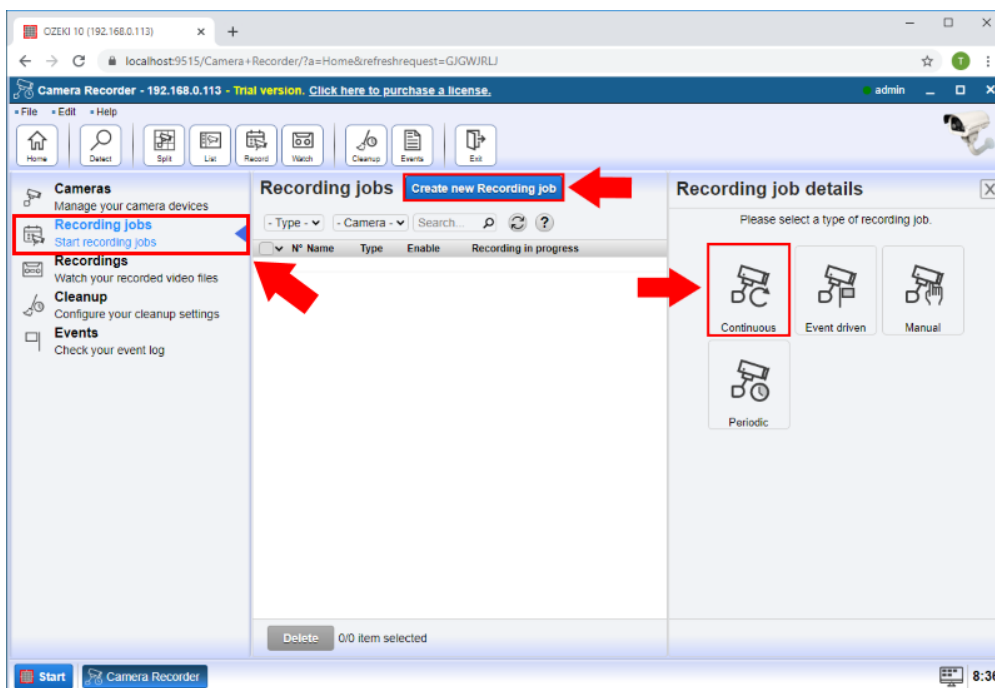 OZEKI 10 (192.168.0.113)
localhost:9515/Camera+Recorder/?a=Home&refreshrequest=GJGWJRLJ
T
Camera Recorder - 192.168.0.113 - Trial version. Click here to purchase a license.
admin
File Edit Help
Home Detect Split List Record Watch Cleanup Events Exit
Cameras
Manage your camera devices
Recording jobs
Start recording jobs
Recordings
Watch your recorded video files
Cleanup
Configure your cleanup settings
Events
Check your event log
Recording jobs Create new Recording job
- Type - - Camera - Search... ?
N° Name Type Enable Recording in progress
Delete 0/0 item selected
Recording job details X
Please select a type of recording job.
Continuous Event driven Manual
Periodic
Start Camera Recorder 8:36